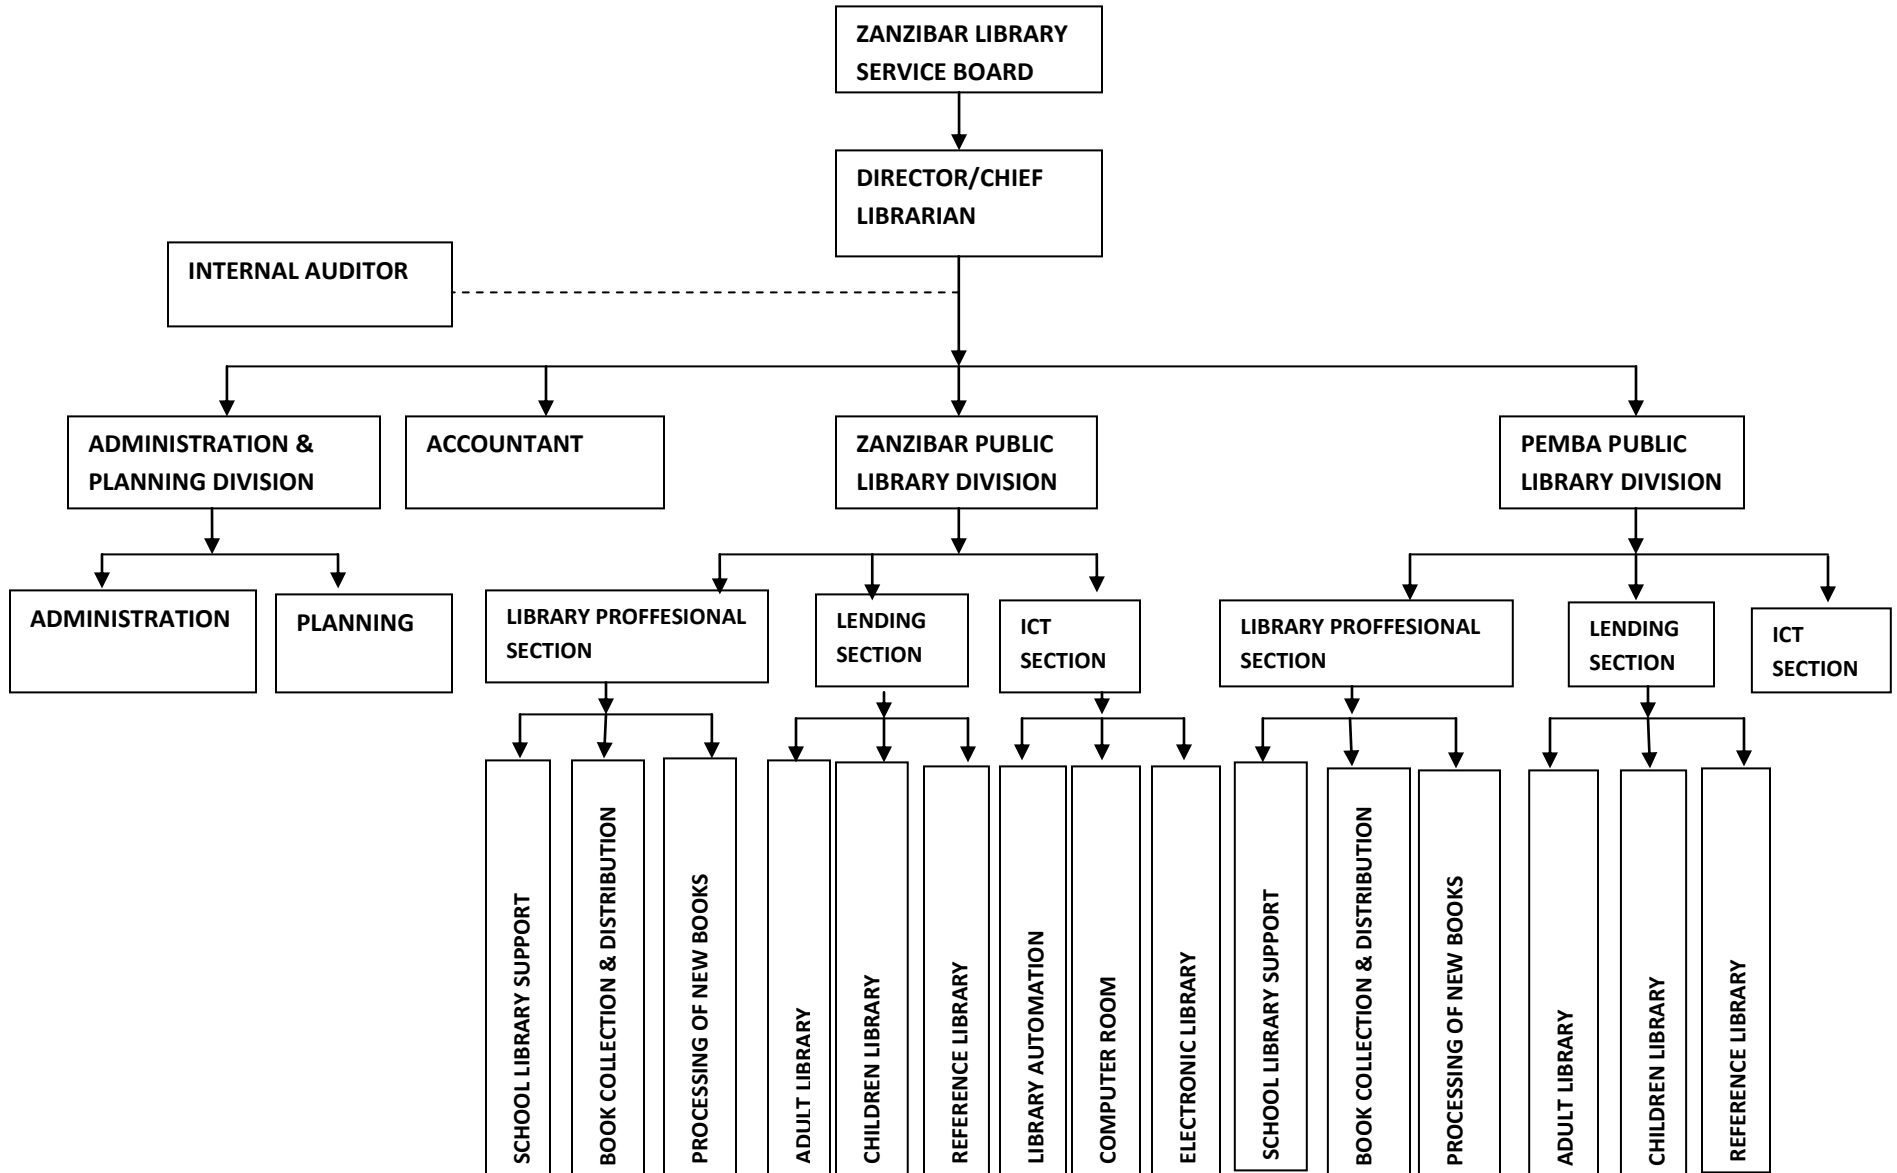 ZANZIBAR LIBRARY
SERVICE BOARD
DIRECTOR/CHIEF
LIBRARIAN
INTERNAL AUDITOR
ADMINISTRATION &
PLANNING DIVISION
ACCOUNTANT
ZANZIBAR PUBLIC
LIBRARY DIVISION
PEMBA PUBLIC
LIBRARY DIVISION
ADMINISTRATION
PLANNING
LIBRARY PROFFESIONAL
SECTION
LENDING
SECTION
ICT
SECTION
LIBRARY PROFFESIONAL
SECTION
LENDING
SECTION
ICT
SECTION
SCHOOL LIBRARY SUPPORT
BOOK COLLECTION & DISTRIBUTION
PROCESSING OF NEW BOOKS
ADULT LIBRARY
CHILDREN LIBRARY
REFERENCE LIBRARY
LIBRARY AUTOMATION
COMPUTER ROOM
ELECTRONIC LIBRARY
SCHOOL LIBRARY SUPPORT
BOOK COLLECTION & DISTRIBUTION
PROCESSING OF NEW BOOKS
ADULT LIBRARY
CHILDREN LIBRARY
REFERENCE LIBRARY